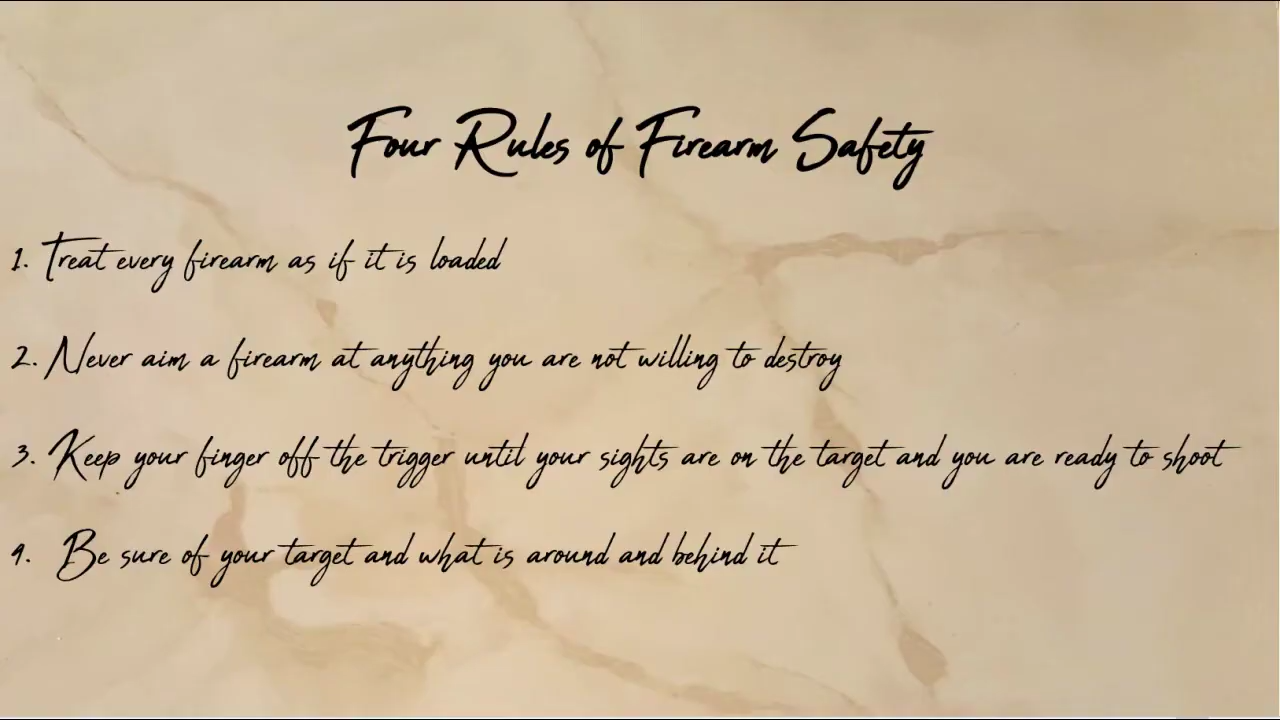 Four Rules of Firearm Safety
1. Treat every firearm as if it is loaded
2. Never aim a firearm at anything you are not willing to destroy
3. Keep your finger off the trigger until your sights are on the target and you are ready to shoot
4. Be sure of your target and what is around and behind it